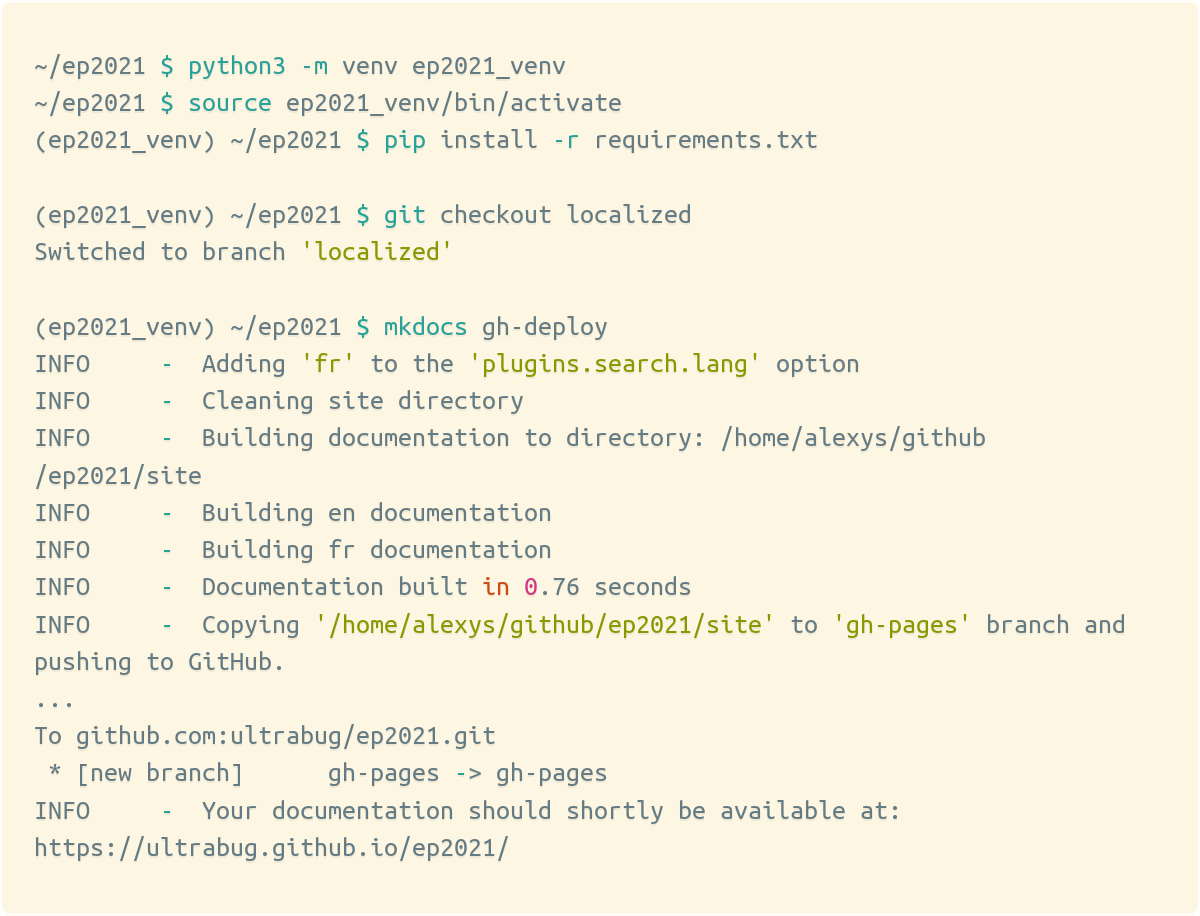 ~/ep2021 $ python3 -m venv ep2021_venv
~/ep2021 $ source ep2021_venv/bin/activate
(ep2021_venv) ~/ep2021 $ pip install -r requirements.txt

(ep2021_venv) ~/ep2021 $ git checkout localized
Switched to branch 'localized'

(ep2021_venv) ~/ep2021 $ mkdocs gh-deploy
INFO     -  Adding 'fr' to the 'plugins.search.lang' option
INFO     -  Cleaning site directory
INFO     -  Building documentation to directory: /home/alexys/github
/ep2021/site
INFO     -  Building en documentation
INFO     -  Building fr documentation
INFO     -  Documentation built in 0.76 seconds
INFO     -  Copying '/home/alexys/github/ep2021/site' to 'gh-pages' branch and
pushing to GitHub.
...
To github.com:ultrabug/ep2021.git
 * [new branch]      gh-pages -> gh-pages
INFO     -  Your documentation should shortly be available at:
https://ultrabug.github.io/ep2021/